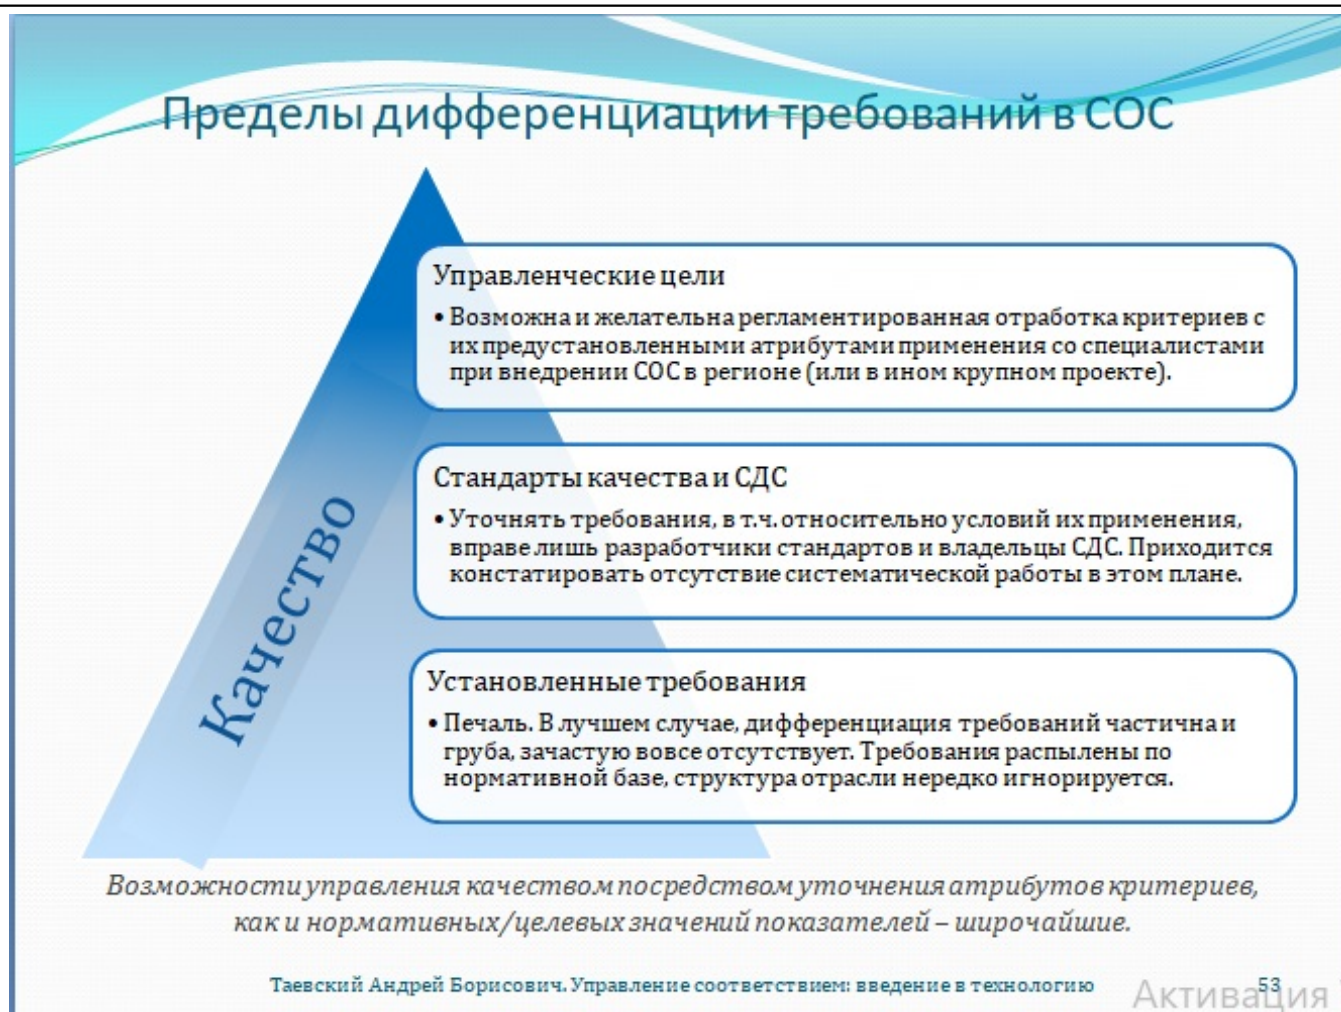 Пределы дифференциации требований в СОС
Управленческие цели
• Возможна и желательна регламентированная отработка критериев с
их предустановленными атрибутами применения со специалистами
при внедрении СОС в регионе (или в ином крупном проекте).
Стандарты качества и СДС
• Уточнять требования, в т.ч. относительно условий их применения,
вправе лишь разработчики стандартов и владельцы СДС. Приходится
констатировать отсутствие систематической работы в этом плане.
Качество
Установленные требования
• Печаль. В лучшем случае, дифференциация требований частична и
груба, зачастую вовсе отсутствует. Требования распылены по
нормативной базе, структура отрасли нередко игнорируется.
Возможности управления качеством посредством уточнения атрибутов критериев,
как и нормативных/целевых значений показателей – широчайшие.
Таевский Андрей Борисович. Управление соответствием: введение в технологию
53
Активация